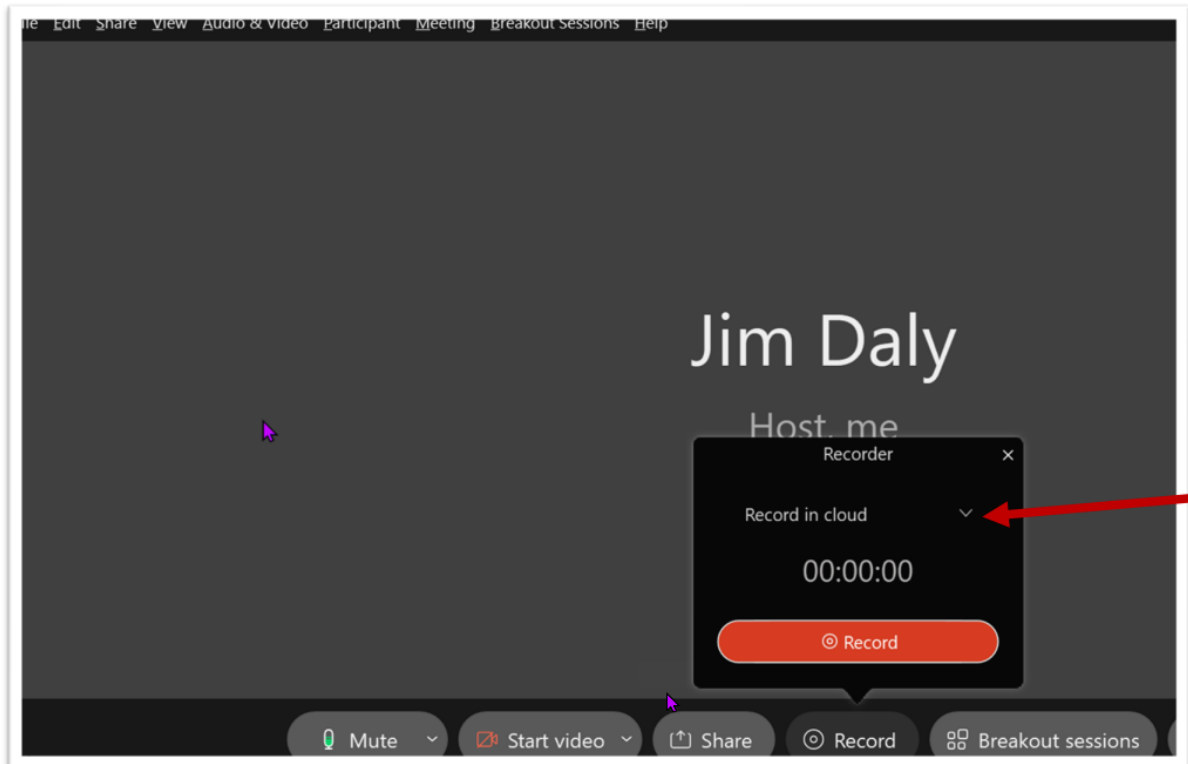 le Edit Share View Audio & Video Participant Meeting Breakout Sessions Help
Jim Daly
Host, me
Recorder
Record in cloud
00:00:00
Record
Mute Start video Share Record Breakout sessions